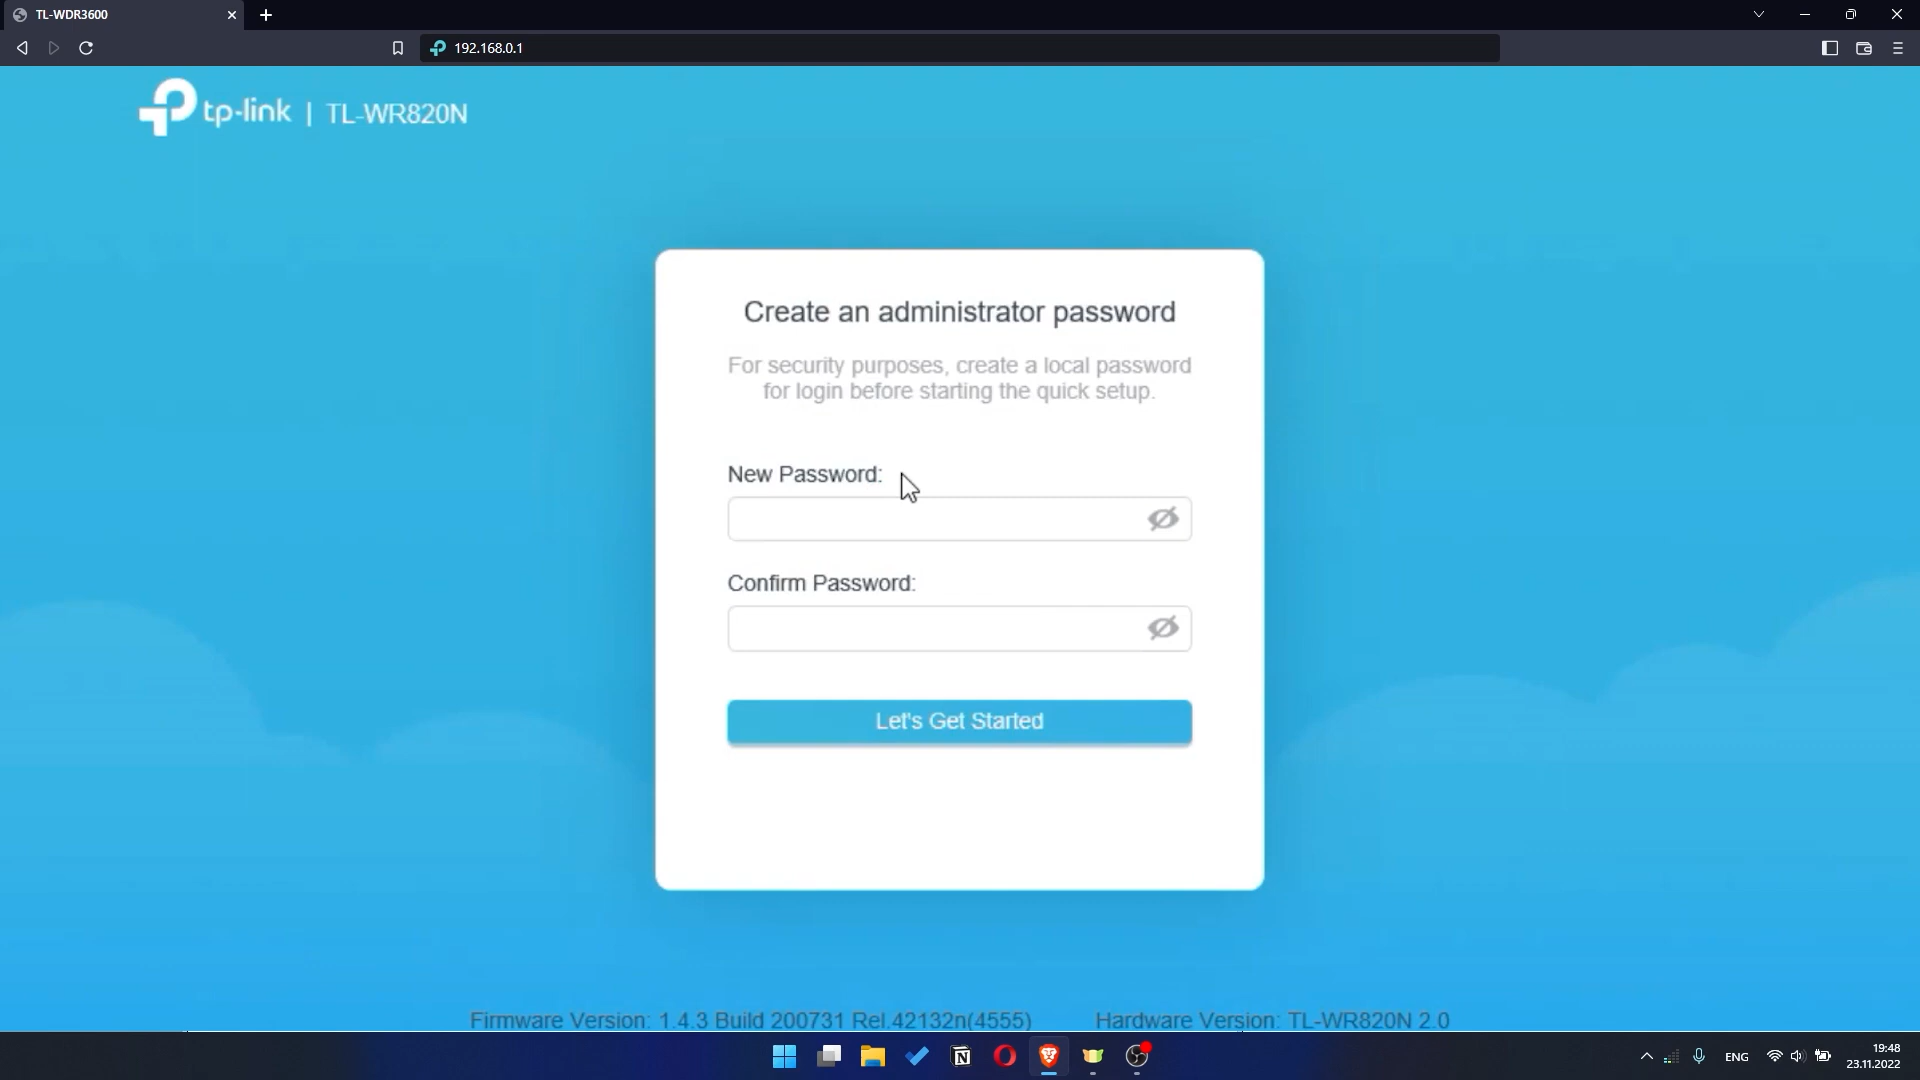 TL-WDR3600
192.168.0.1
tp-link | TL-WR820N
Create an administrator password
For security purposes, create a local password
for login before starting the quick setup.
New Password:
Confirm Password:
Let's Get Started
Firmware Version: 1.4.3 Build 200731 Rel.42132n(4555) Hardware Version: TL-WR820N 2.0
ENG
19:48
23.11.2022